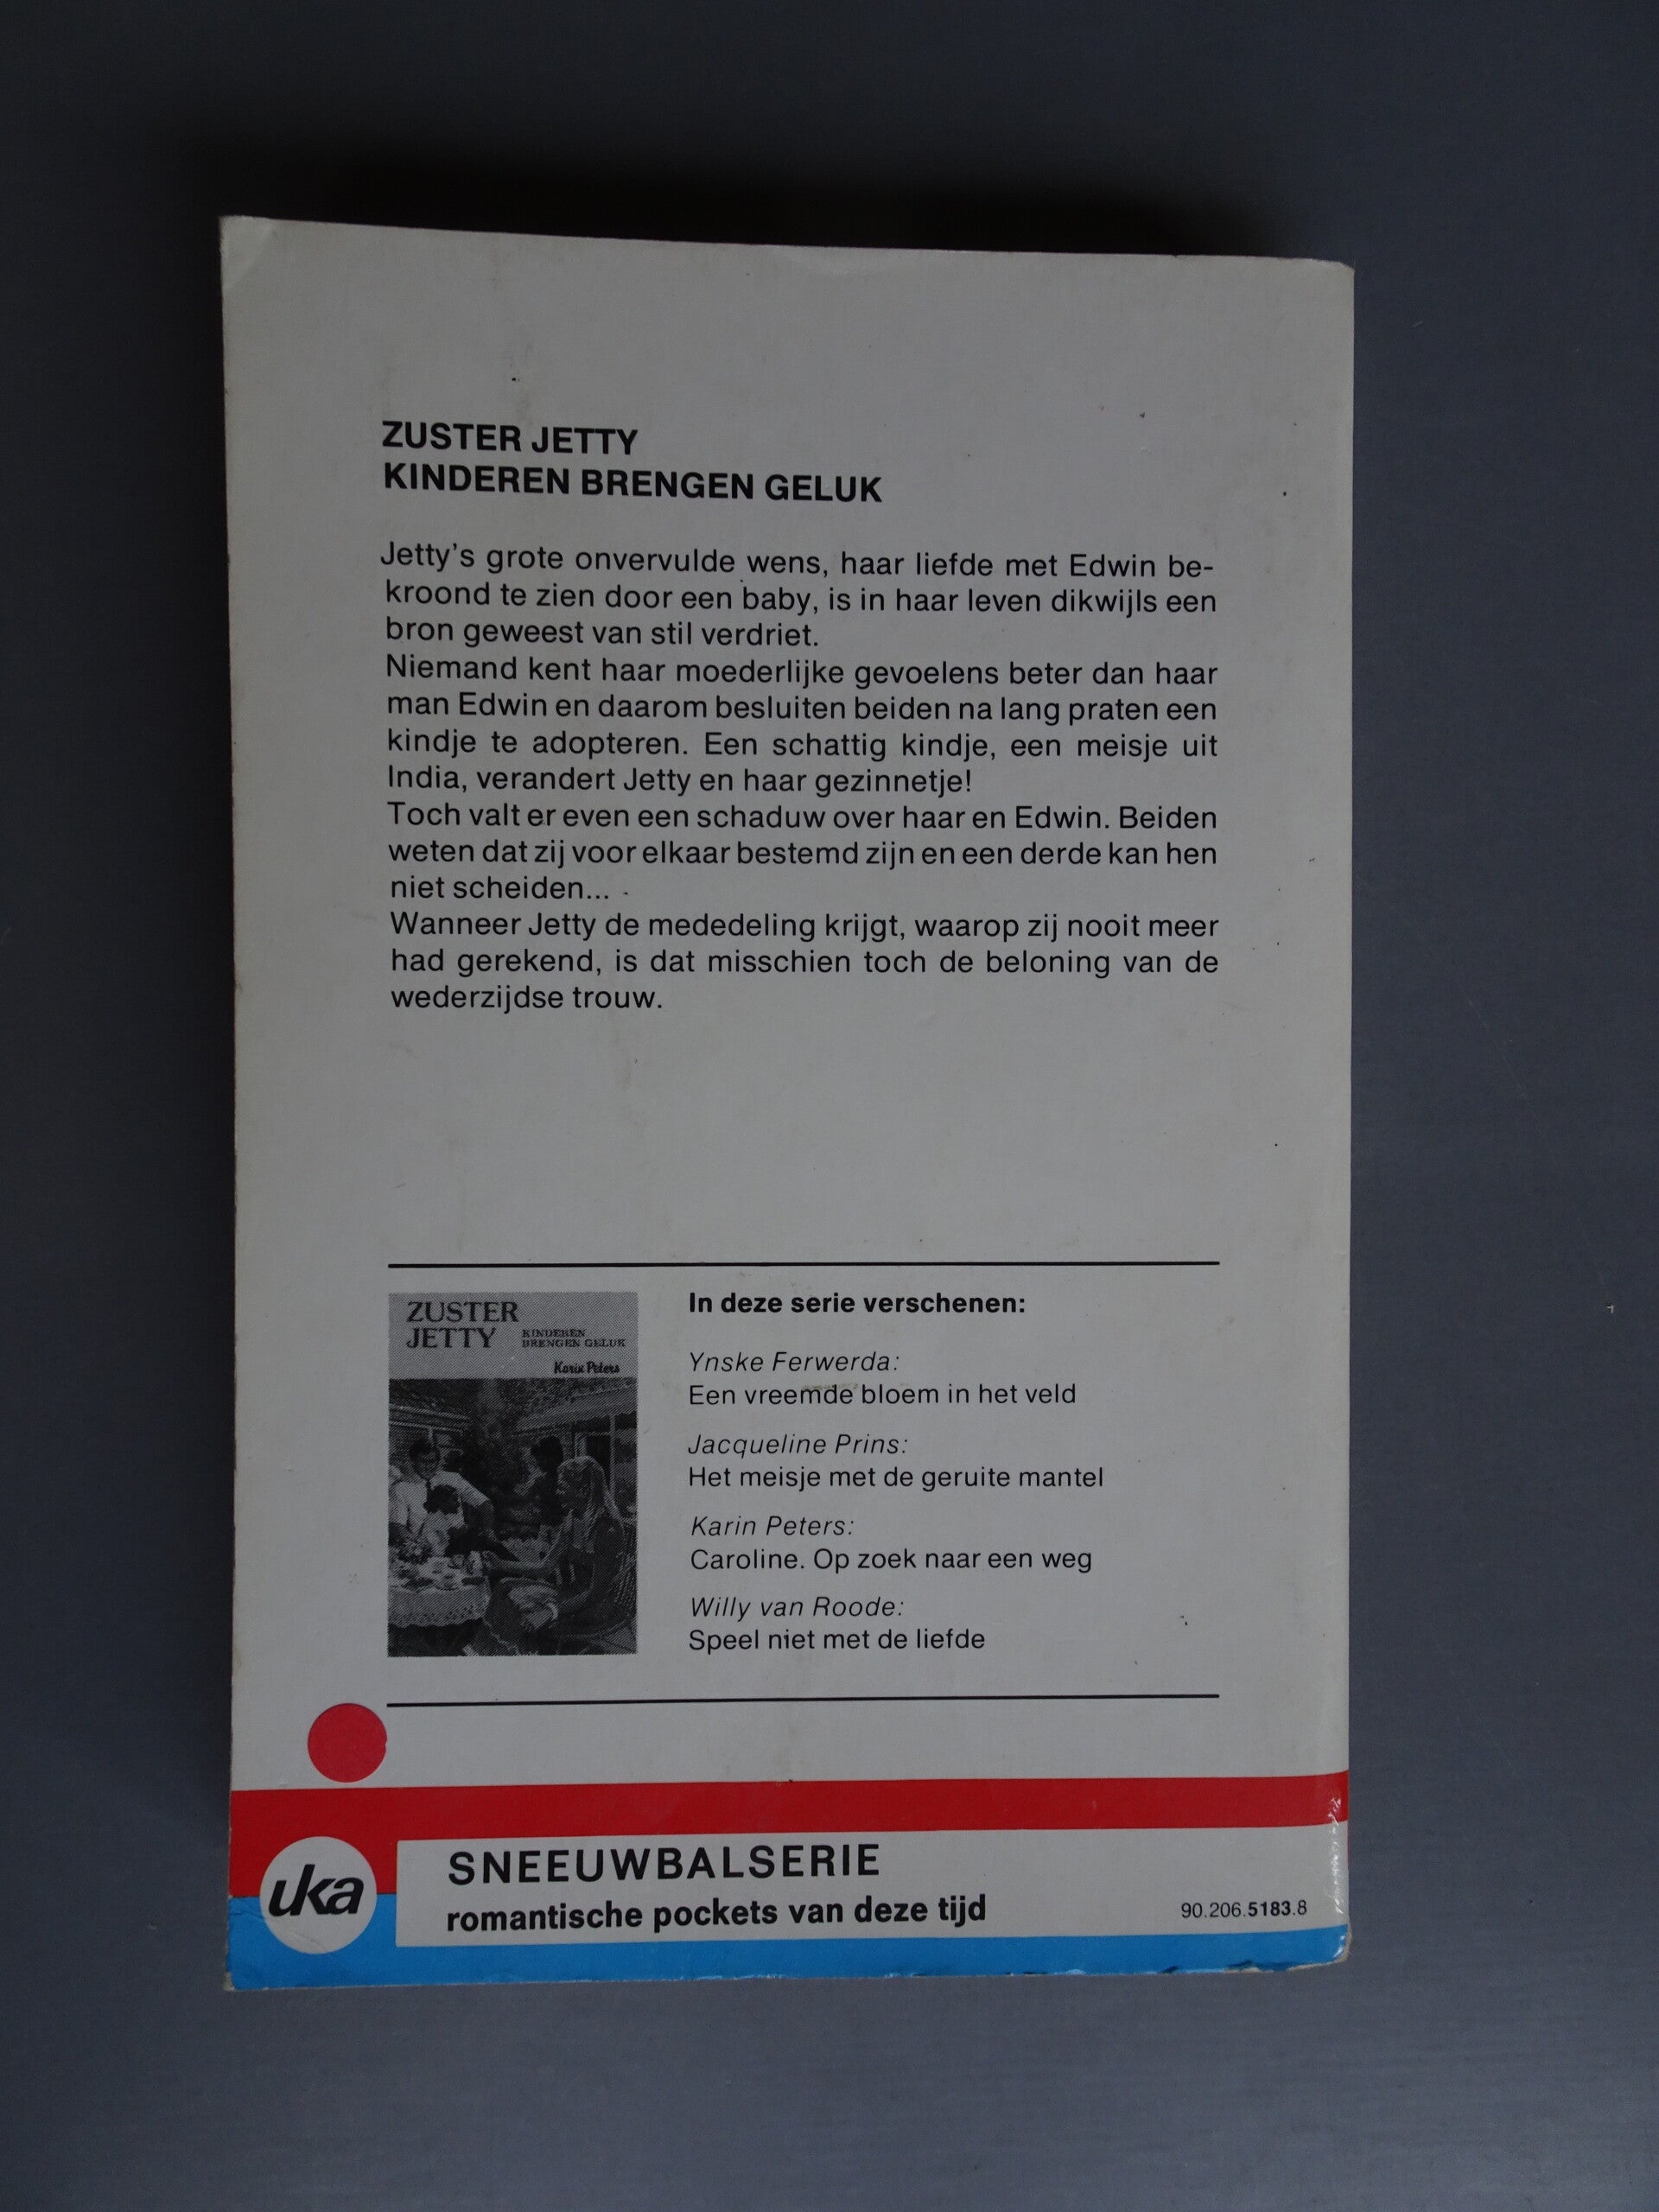 ZUSTER JETTY
KINDEREN BRENGEN GELUK
Jetty's grote onvervulde wens, haar liefde met Edwin be-
kroond te zien door een baby, is in haar leven dikwijls een
bron geweest van stil verdriet.
Niemand kent haar moederlijke gevoelens beter dan haar
man Edwin en daarom besluiten beiden na lang praten een
kindje te adopteren. Een schattig kindje, een meisje uit
India, verandert Jetty en haar gezinnetje!
Toch valt er even een schaduw over haar en Edwin. Beiden
weten dat zij voor elkaar bestemd zijn en een derde kan hen
niet scheiden...
Wanneer Jetty de mededeling krijgt, waarop zij nooit meer
had gerekend, is dat misschien toch de beloning van de
wederzijdse trouw.
ZUSTER
JETTY
KINDEREN
BRENGEN GELUK
Karin Peters
In deze serie verschenen:
Ynske Ferwerda:
Een vreemde bloem in het veld
Jacqueline Prins:
Het meisje met de geruite mantel
Karin Peters:
Caroline. Op zoek naar een weg
Willy van Roode:
Speel niet met de liefde
uka
SNEEUWBALSERIE
romantische pockets van deze tijd
90.206.5183.8